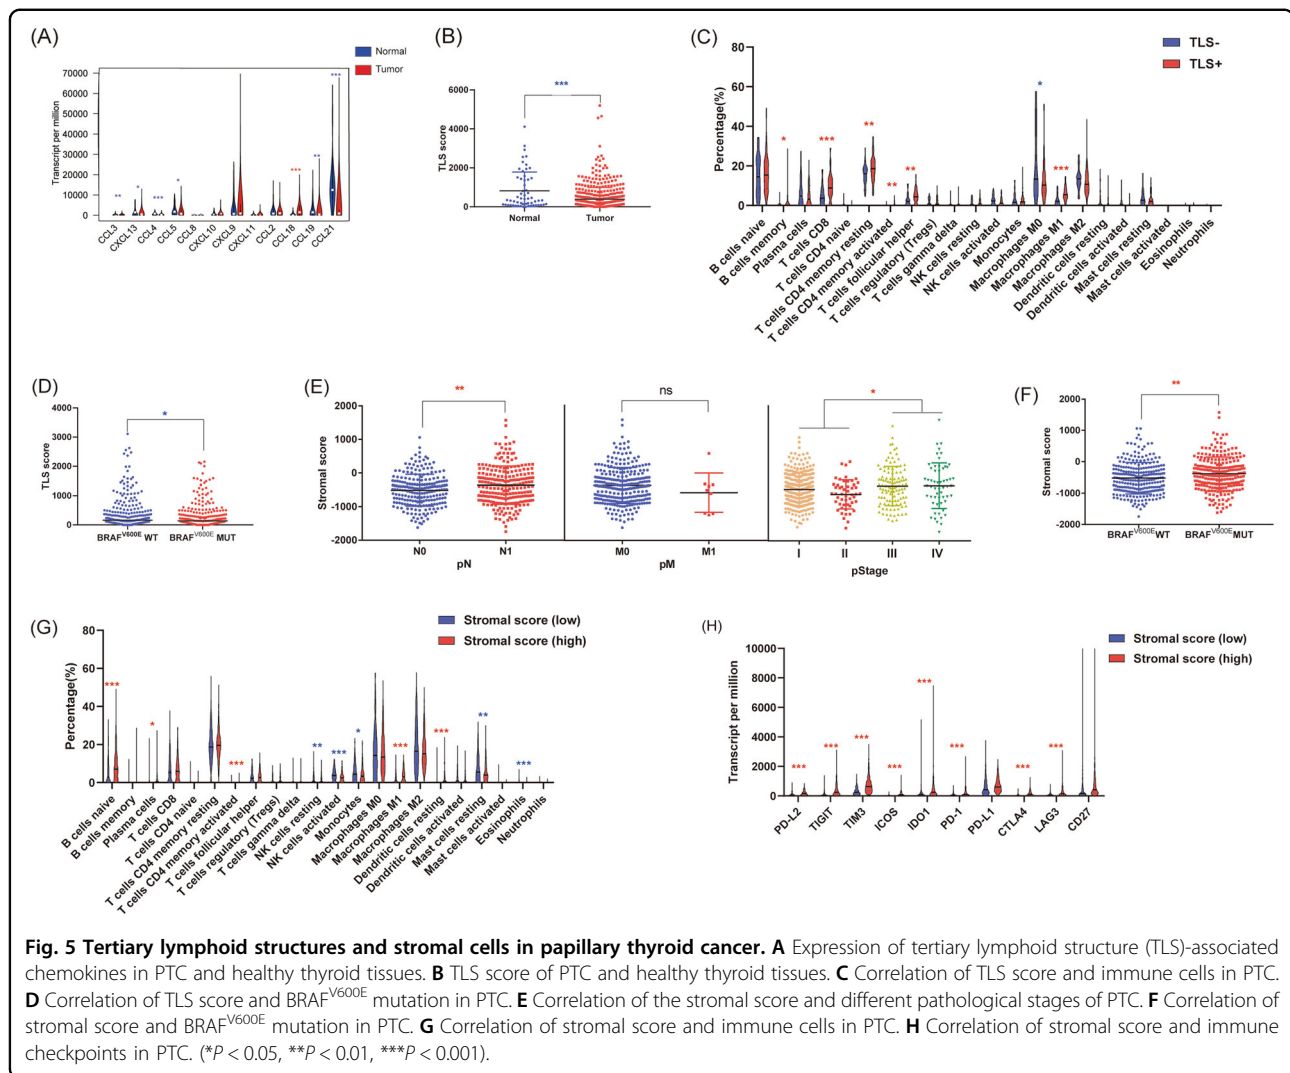 (A)
Normal
Tumor
Transcript per million
70000
60000
50000
40000
30000
20000
10000
0
** * *** * *** ** ***
CCL3 CXCL13 CCL4 CCL5 CCL8 CXCL10 CXCL9 CXCL11 CCL2 CCL18 CCL19 CCL21
(B)
***
TLS score
6000
4000
2000
0
Normal Tumor
(C)
TLS-
TLS+
Percentage(%)
80
60
40
20
0
* *** ** ** ** * ***
B cells naive
B cells memory
Plasma cells
T cells CD8
T cells CD4 naive
T cells CD4 memory resting
T cells CD4 memory activated
T cells follicular helper
T cells regulatory (Tregs)
T cells gamma delta
NK cells resting
NK cells activated
Monocytes
Macrophages M0
Macrophages M1
Macrophages M2
Dendritic cells resting
Dendritic cells activated
Mast cells resting
Mast cells activated
Eosinophils
Neutrophils
(D)
*
TLS score
4000
3000
2000
1000
0
BRAFV600E WT BRAFV600E MUT
(E)
Stromal score
2000
1000
0
-1000
-2000
**
N0 N1
pN
ns
M0 M1
pM
*
I II III IV
pStage
(F)
**
Stromal score
2000
1000
0
-1000
-2000
BRAFV600E WT BRAFV600E MUT
(G)
Stromal score (low)
Stromal score (high)
Percentage(%)
80
60
40
20
0
*** * *** ** *** * *** *** ** ***
B cells naive
B cells memory
Plasma cells
T cells CD8
T cells CD4 naive
T cells CD4 memory resting
T cells CD4 memory activated
T cells follicular helper
T cells regulatory (Tregs)
T cells gamma delta
NK cells resting
NK cells activated
Monocytes
Macrophages M0
Macrophages M1
Macrophages M2
Dendritic cells resting
Dendritic cells activated
Mast cells resting
Mast cells activated
Eosinophils
Neutrophils
(H)
Stromal score (low)
Stromal score (high)
Transcript per million
10000
8000
6000
4000
2000
0
*** *** *** *** *** *** *** ***
PD-L2 TIGIT TIM3 ICOS IDO1 PD-1 PD-L1 CTLA4 LAG3 CD27
Fig. 5 Tertiary lymphoid structures and stromal cells in papillary thyroid cancer. A Expression of tertiary lymphoid structure (TLS)-associated
chemokines in PTC and healthy thyroid tissues. B TLS score of PTC and healthy thyroid tissues. C Correlation of TLS score and immune cells in PTC.
D Correlation of TLS score and BRAFV600E mutation in PTC. E Correlation of the stromal score and different pathological stages of PTC. F Correlation of
stromal score and BRAFV600E mutation in PTC. G Correlation of stromal score and immune cells in PTC. H Correlation of stromal score and immune
checkpoints in PTC. (*P < 0.05, **P < 0.01, ***P < 0.001).